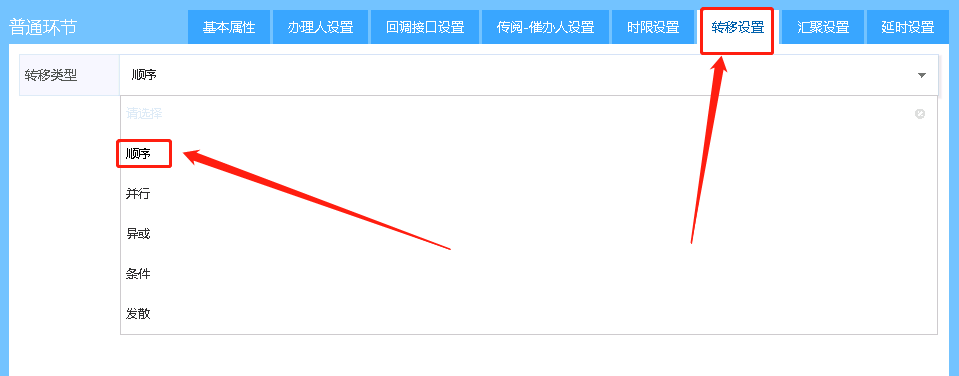 普通环节
基本属性 办理人设置 回调接口设置 传阅-催办人设置 时限设置 转移设置 汇聚设置 延时设置
转移类型 顺序
请选择
顺序
并行
异或
条件
发散